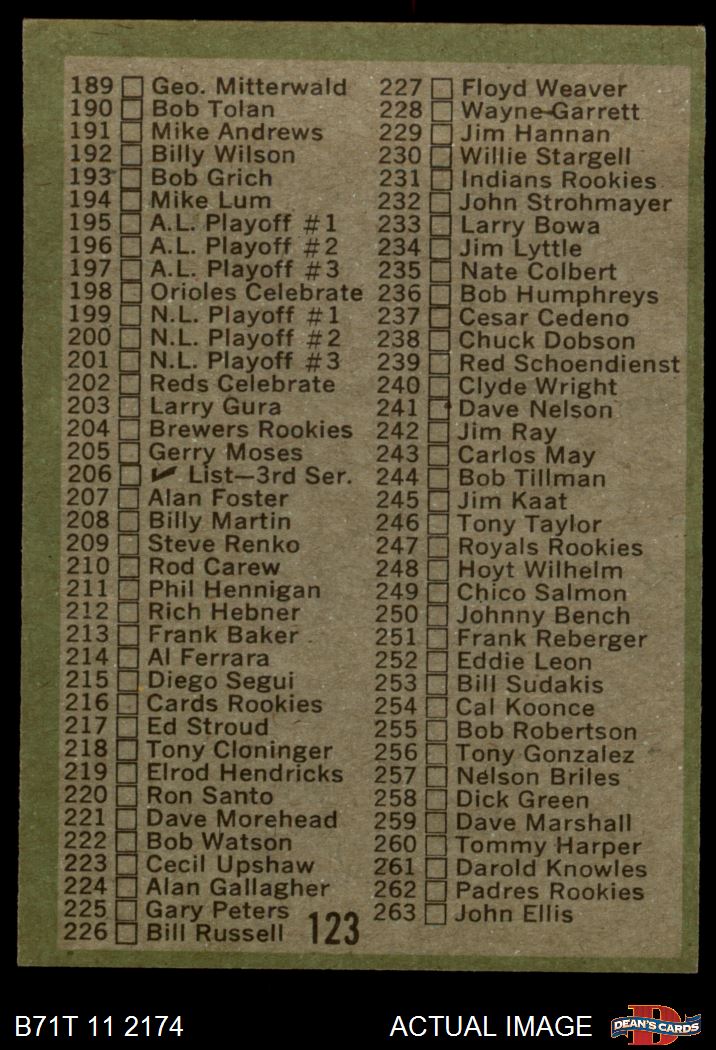 189 Geo. Mitterwald
190 Bob Tolan
191 Mike Andrews
192 Billy Wilson
193 Bob Grich
194 Mike Lum
195 A.L. Playoff #1
196 A.L. Playoff #2
197 A.L. Playoff #3
198 Orioles Celebrate
199 N.L. Playoff #1
200 N.L. Playoff #2
201 N.L. Playoff #3
202 Reds Celebrate
203 Larry Gura
204 Brewers Rookies
205 Gerry Moses
206 ✔ List—3rd Ser.
207 Alan Foster
208 Billy Martin
209 Steve Renko
210 Rod Carew
211 Phil Hennigan
212 Rich Hebner
213 Frank Baker
214 Al Ferrara
215 Diego Segui
216 Cards Rookies
217 Ed Stroud
218 Tony Cloninger
219 Elrod Hendricks
220 Ron Santo
221 Dave Morehead
222 Bob Watson
223 Cecil Upshaw
224 Alan Gallagher
225 Gary Peters
226 Bill Russell
123
227 Floyd Weaver
228 Wayne Garrett
229 Jim Hannan
230 Willie Stargell
231 Indians Rookies
232 John Strohmayer
233 Larry Bowa
234 Jim Lyttle
235 Nate Colbert
236 Bob Humphreys
237 Cesar Cedeno
238 Chuck Dobson
239 Red Schoendienst
240 Clyde Wright
241 Dave Nelson
242 Jim Ray
243 Carlos May
244 Bob Tillman
245 Jim Kaat
246 Tony Taylor
247 Royals Rookies
248 Hoyt Wilhelm
249 Chico Salmon
250 Johnny Bench
251 Frank Reberger
252 Eddie Leon
253 Bill Sudakis
254 Cal Koonce
255 Bob Robertson
256 Tony Gonzalez
257 Nelson Briles
258 Dick Green
259 Dave Marshall
260 Tommy Harper
261 Darold Knowles
262 Padres Rookies
263 John Ellis
B71T 11 2174
ACTUAL IMAGE
D
DEAN'S CARDS